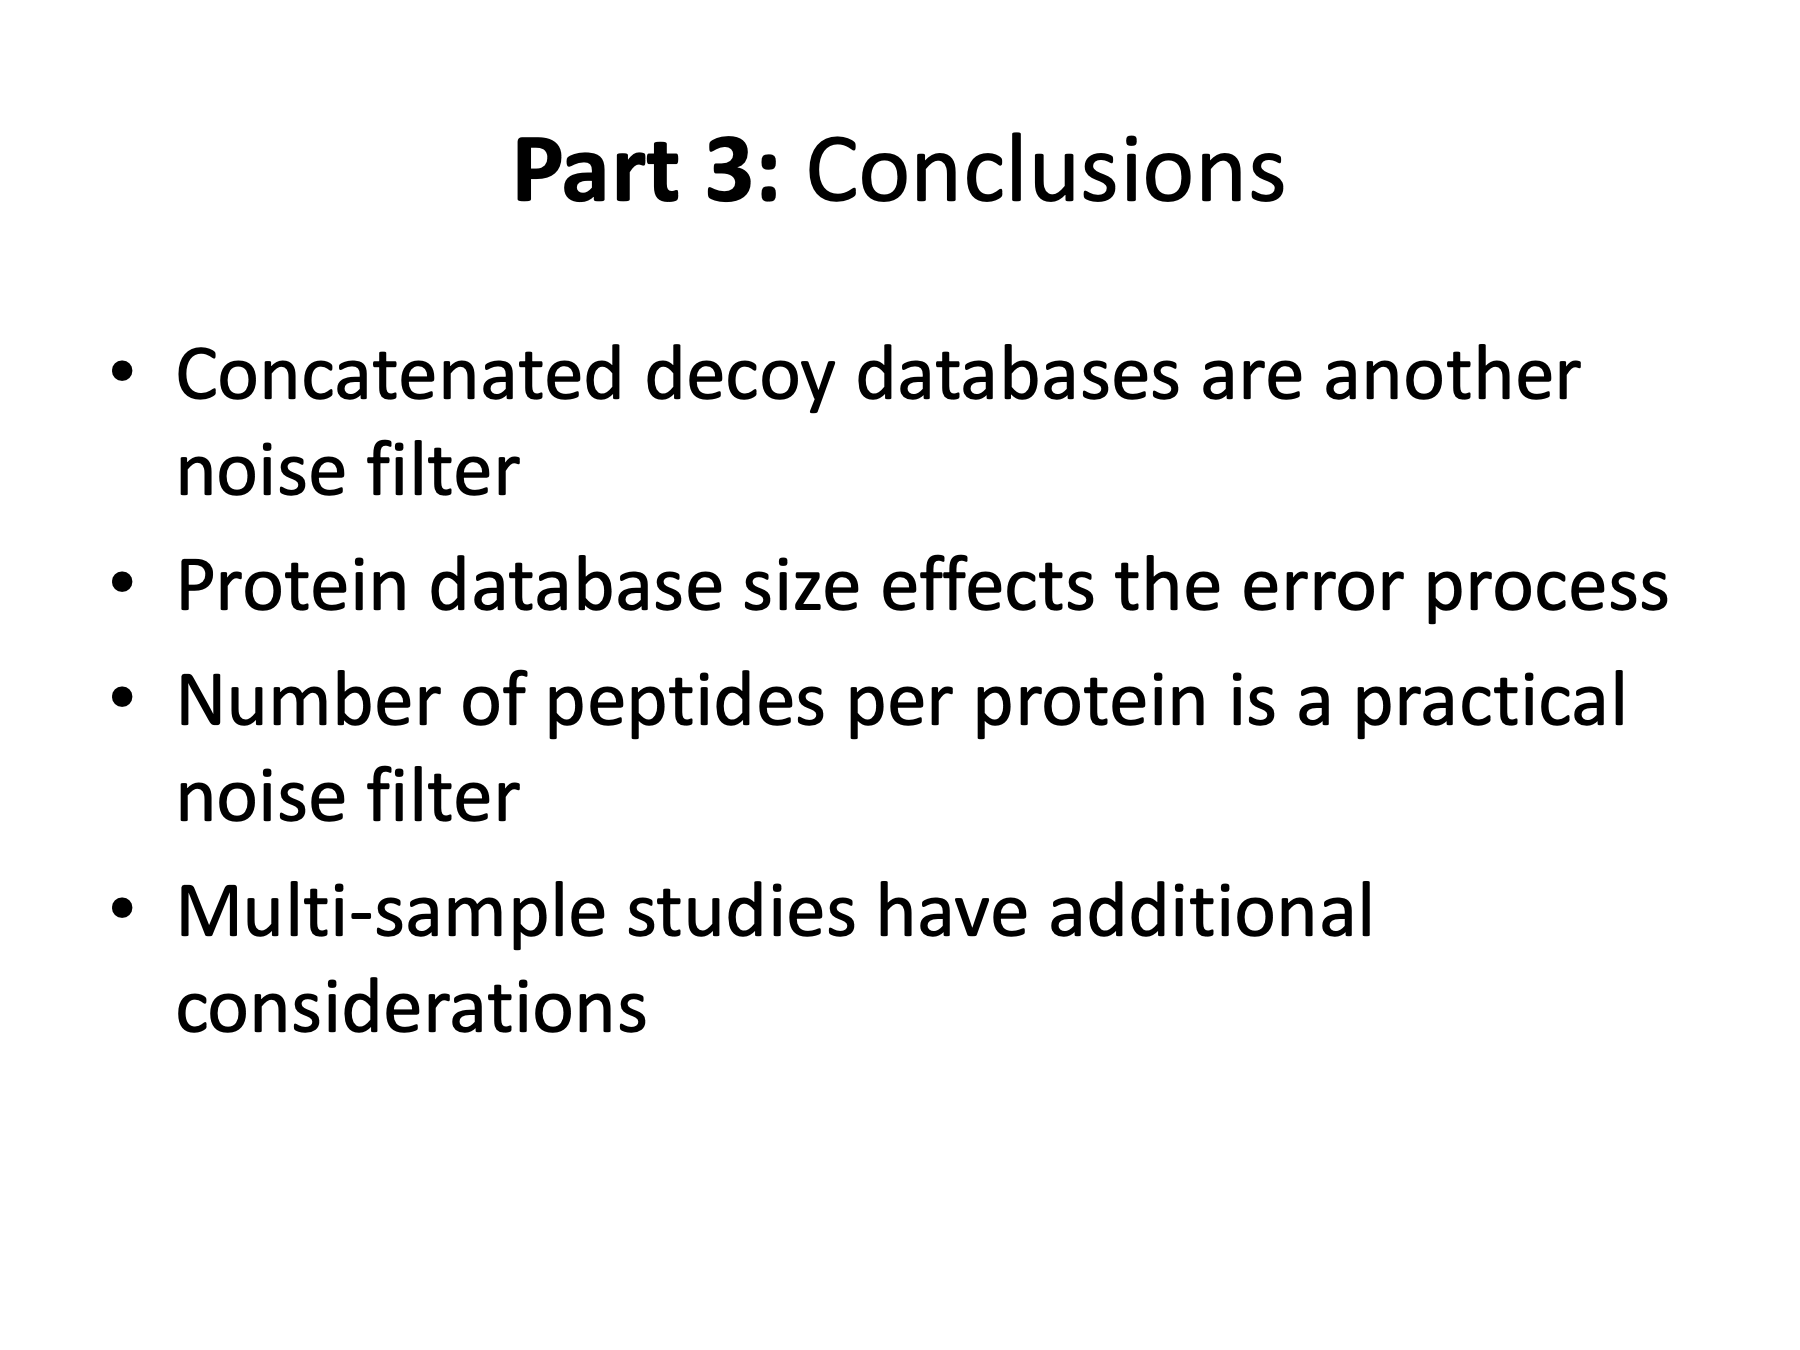 Part 3: Conclusions
• Concatenated decoy databases are another
noise filter
• Protein database size effects the error process
• Number of peptides per protein is a practical
noise filter
• Multi-sample studies have additional
considerations